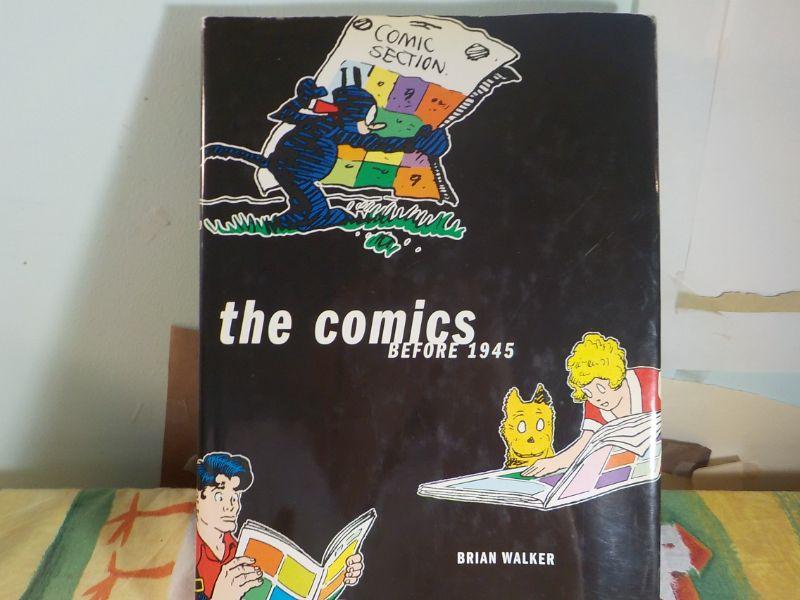 COMIC
SECTION.
the comics
BEFORE 1945
BRIAN WALKER